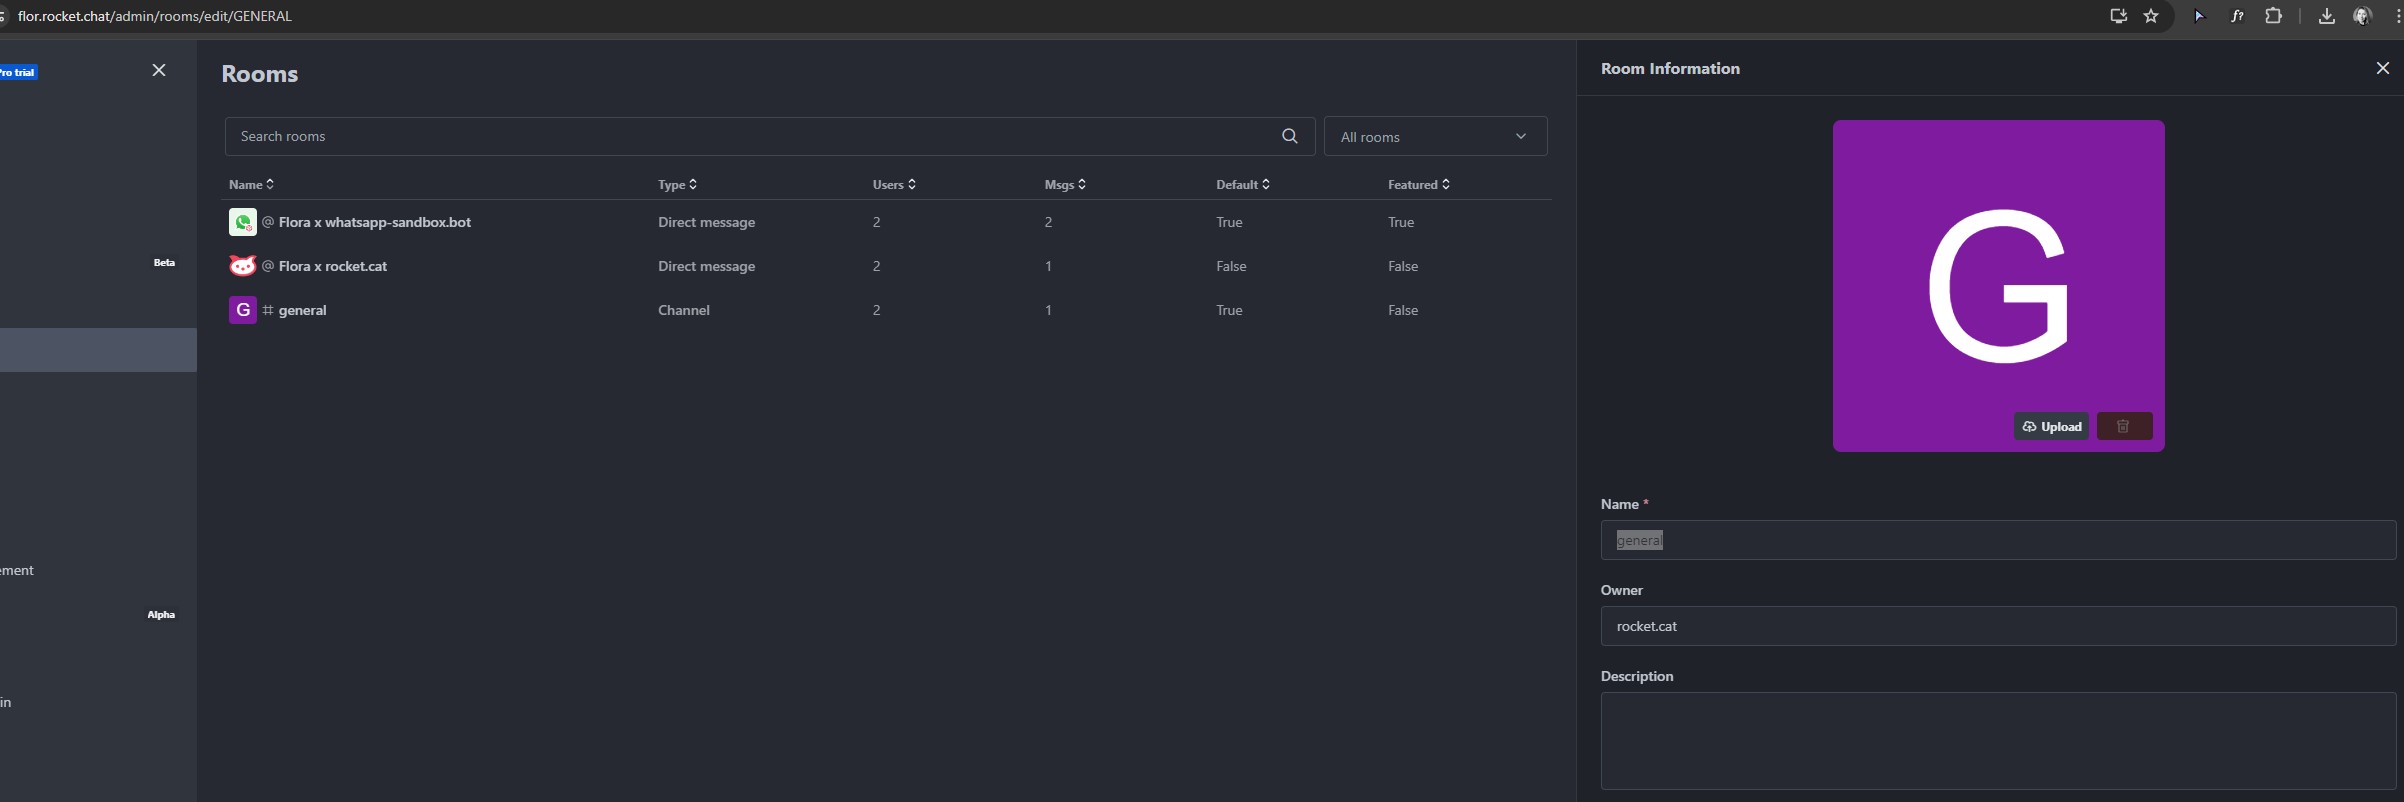 flor.rocket.chat/admin/rooms/edit/GENERAL
Pro trial
Beta
ement
Alpha
in
Rooms
Search rooms
All rooms
Name Type Users Msgs Default Featured
@ Flora x whatsapp-sandbox.bot Direct message 2 2 True True
@ Flora x rocket.cat Direct message 2 1 False False
G # general Channel 2 1 True False
Room Information
G
Upload
Name *
general
Owner
rocket.cat
Description